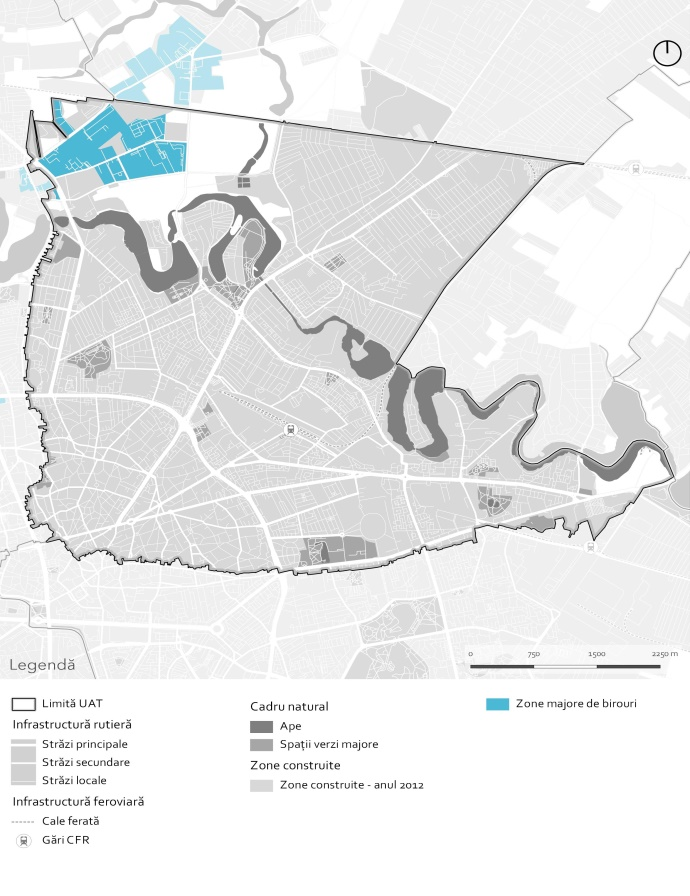 Legendă
0 750 1500 2250 m
Limită UAT
Infrastructură rutieră
Străzi principale
Străzi secundare
Străzi locale
Infrastructură feroviară
Cale ferată
Gări CFR
Cadru natural
Ape
Spații verzi majore
Zone construite
Zone construite - anul 2012
Zone majore de birouri